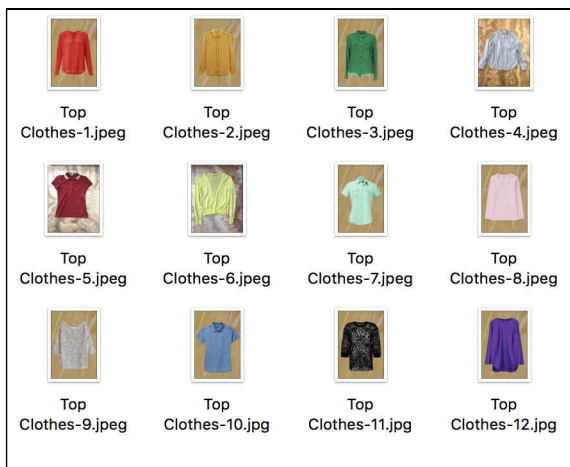 Top
Clothes-1.jpeg
Top
Clothes-2.jpeg
Top
Clothes-3.jpeg
Top
Clothes-4.jpeg
Top
Clothes-5.jpeg
Top
Clothes-6.jpeg
Top
Clothes-7.jpeg
Top
Clothes-8.jpeg
Top
Clothes-9.jpeg
Top
Clothes-10.jpg
Top
Clothes-11.jpg
Top
Clothes-12.jpg